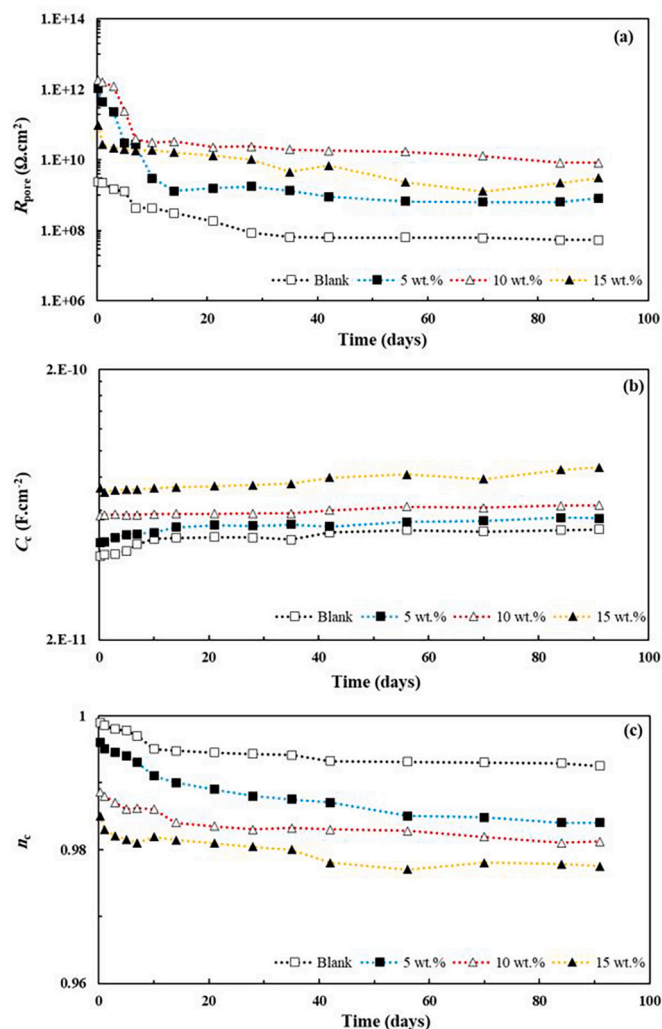 (a)
1.E+14
1.E+12
1.E+10
1.E+08
1.E+06
Rpore (Ω.cm²)
Blank 5 wt.% 10 wt.% 15 wt.%
0 20 40 60 80 100
Time (days)
(b)
2.E-10
2.E-11
Cc (F.cm⁻²)
Blank 5 wt.% 10 wt.% 15 wt.%
0 20 40 60 80 100
Time (days)
(c)
1
0.98
0.96
nc
Blank 5 wt.% 10 wt.% 15 wt.%
0 20 40 60 80 100
Time (days)